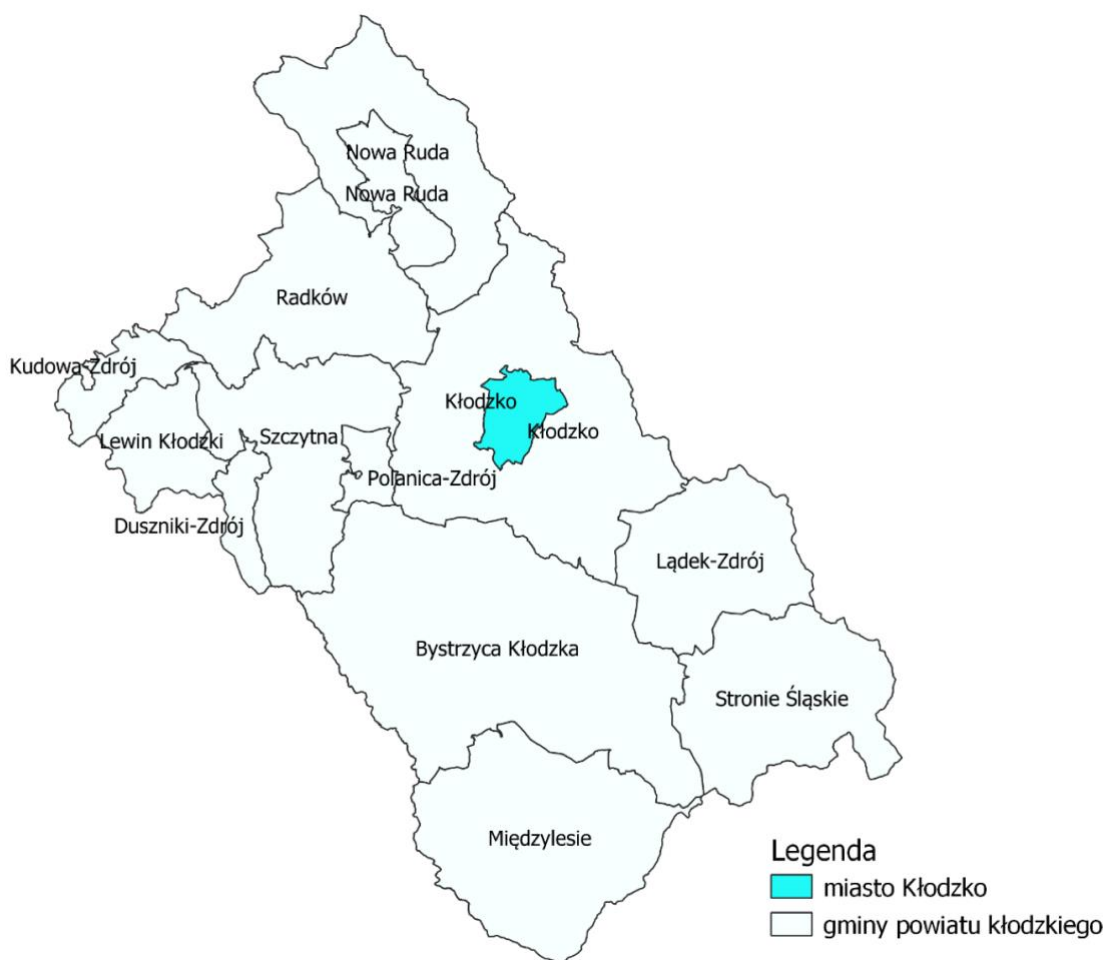 Nowa Ruda
Nowa Ruda
Radków
Kudowa-Zdrój
Kłodzko
Kłodzko
Lewin Kłodzki
Szczytna
Polanica-Zdrój
Duszniki-Zdrój
Lądek-Zdrój
Bystrzyca Kłodzka
Stronie Śląskie
Międzylesie
Legenda
miasto Kłodzko
gminy powiatu kłodzkiego